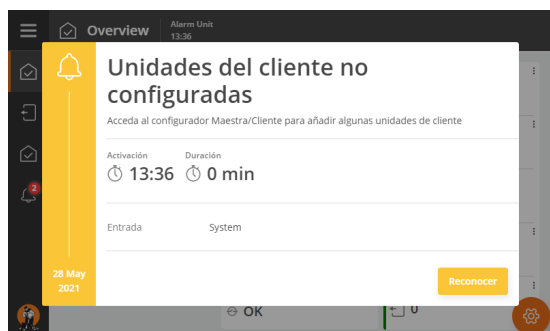 Overview
Alarm Unit
13:36
Unidades del cliente no
configuradas
Acceda al configurador Maestra/Cliente para añadir algunas unidades de cliente
Activación
Duración
13:36
0 min
Entrada
System
28 May
2021
Reconocer
2
OK
0